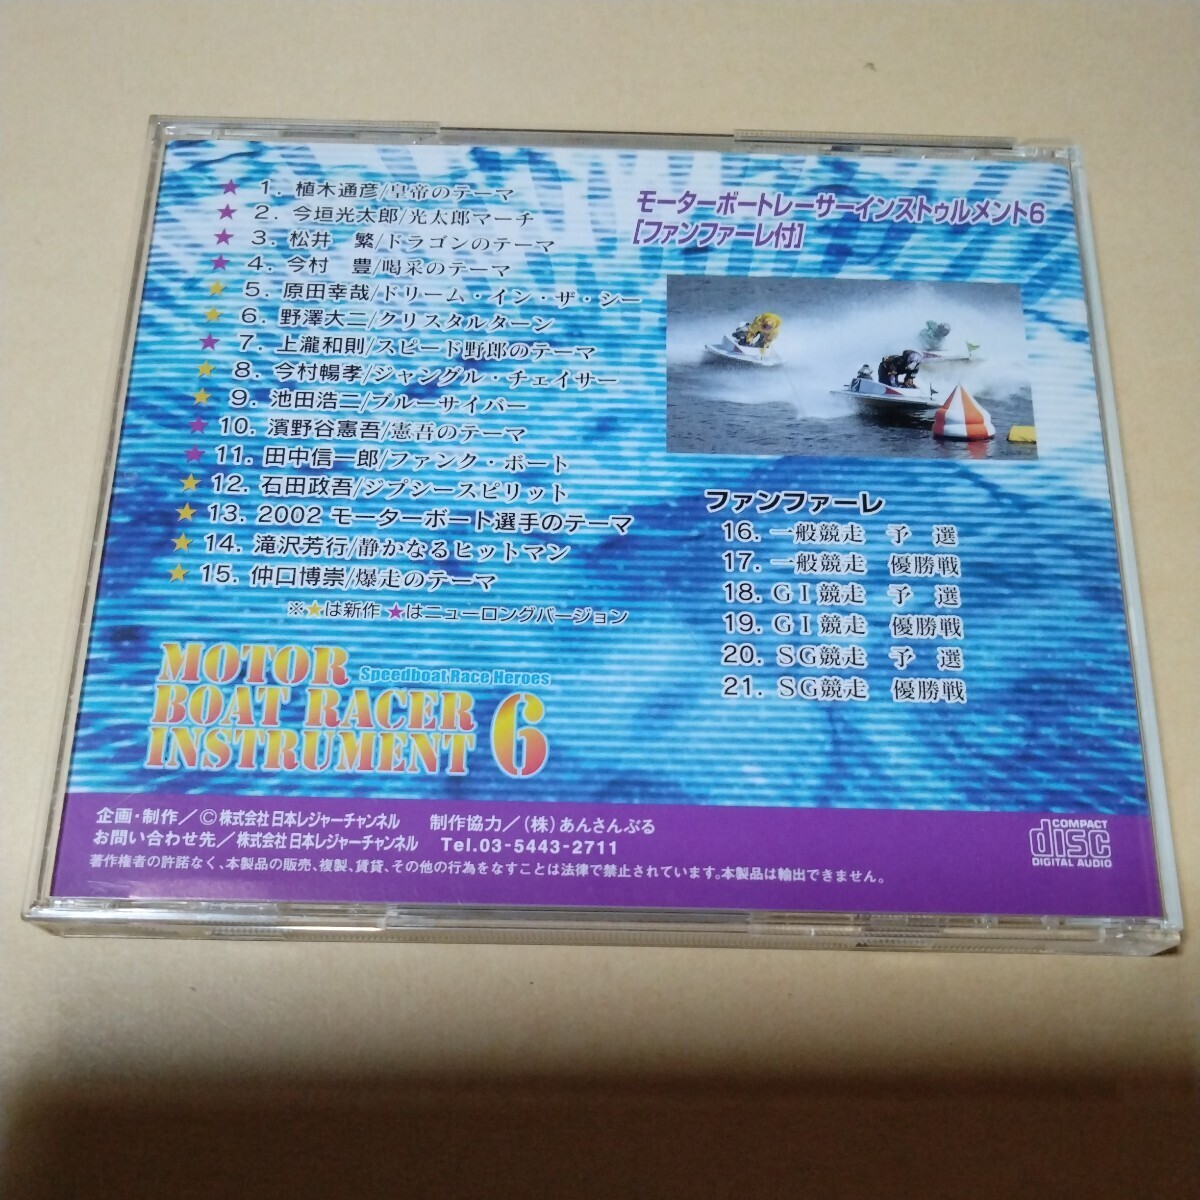 1. 植木通彦/皇帝のテーマ
2. 今垣光太郎/光太郎マーチ
3. 松井　繁/ドラゴンのテーマ
4. 今村　豊/喝采のテーマ
5. 原田幸哉/ドリーム・イン・ザ・シー
6. 野澤大二/クリスタルターン
7. 上瀧和則/スピード野郎のテーマ
8. 今村暢孝/ジャングル・チェイサー
9. 池田浩二/ブルーサイバー
10. 濱野谷憲吾/憲吾のテーマ
11. 田中信一郎/ファンク・ボート
12. 石田政吾/ジプシースピリット
13. 2002 モーターボート選手のテーマ
14. 滝沢芳行/静かなるヒットマン
15. 仲口博崇/爆走のテーマ
※★は新作 ★はニューロングバージョン
モーターボートレーサーインストゥルメント6
[ファンファーレ付]
ファンファーレ
16. 一般競走　予　選
17. 一般競走　優勝戦
18. GⅠ競走　予　選
19. GⅠ競走　優勝戦
20. SG競走　予　選
21. SG競走　優勝戦
MOTOR
Speedboat Race Heroes
BOAT RACER
INSTRUMENT 6
企画・制作／©株式会社 日本レジャーチャンネル　制作協力／(株)あんさんぶる
お問い合わせ先／株式会社 日本レジャーチャンネル　Tel.03-5443-2711
著作権者の許諾なく、本製品の販売、複製、賃貸、その他の行為をなすことは法律で禁止されています。本製品は輸出できません。
COMPACT
disc
DIGITAL AUDIO